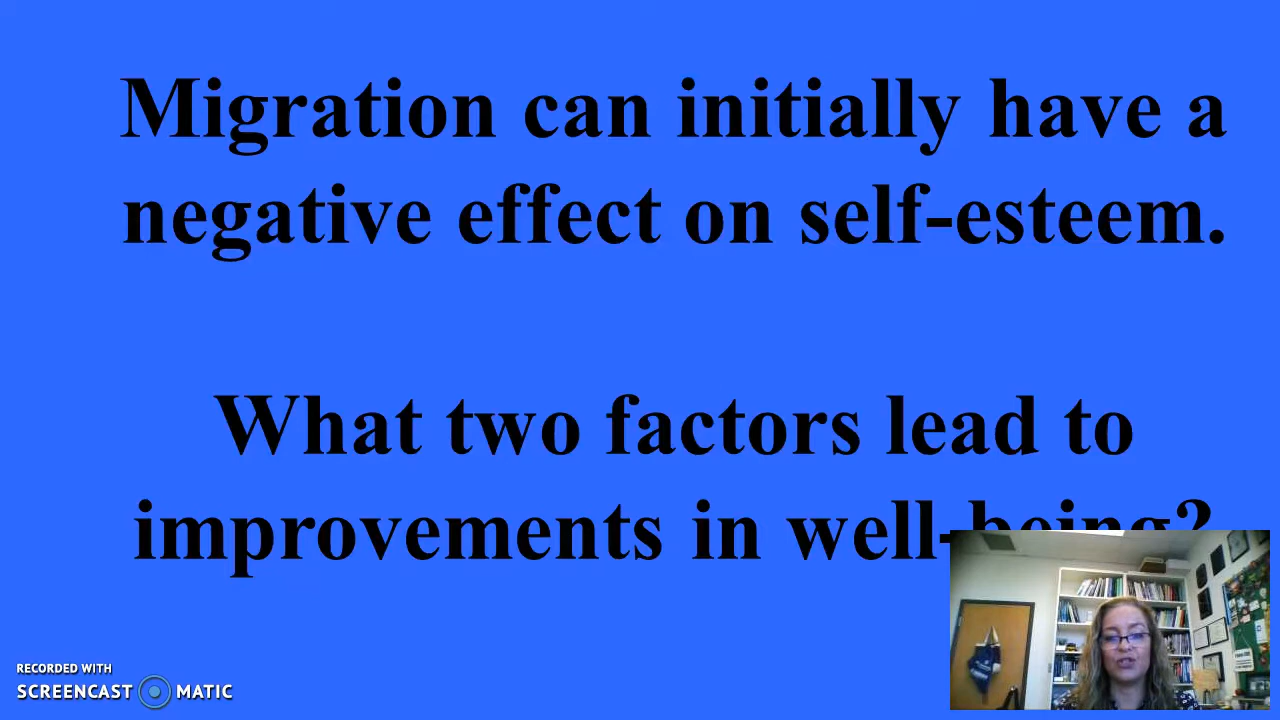 Migration can initially have a
negative effect on self-esteem.
What two factors lead to
improvements in well-being?
RECORDED WITH
SCREENCAST MATIC